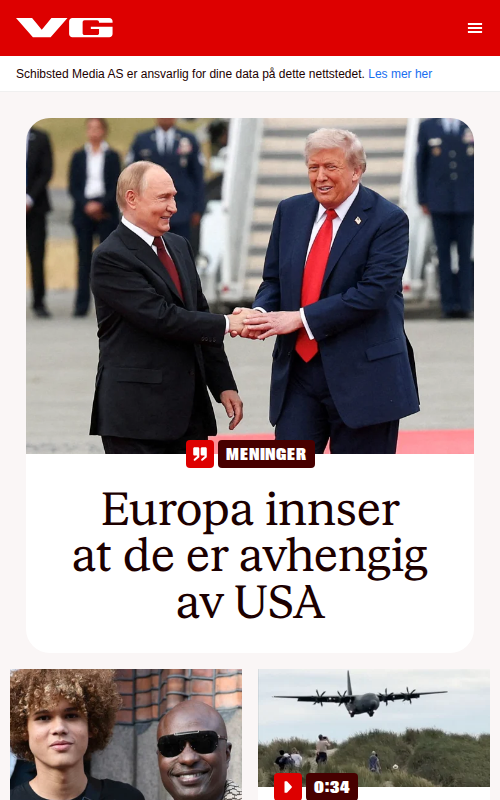 VG
Schibsted Media AS er ansvarlig for dine data på dette nettstedet. Les mer her
MENINGER
Europa innser
at de er avhengig
av USA
0:34